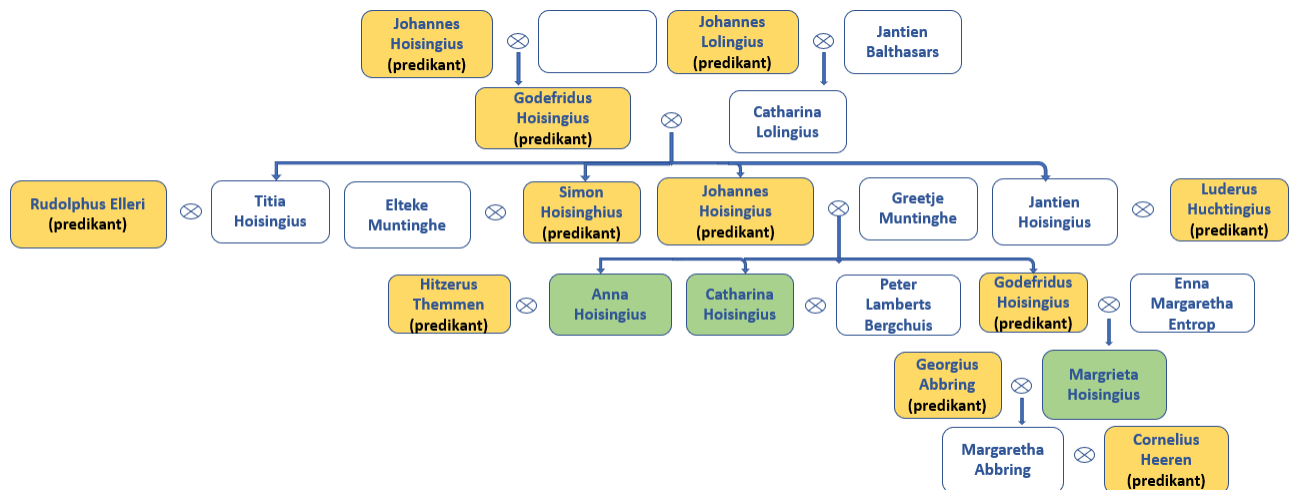 Johannes
Hoisingius
(predikant)
Johannes
Lolingius
(predikant)
Jantien
Balthasars
Godefridus
Hoisingius
(predikant)
Catharina
Lolingius
Rudolphus Elleri
(predikant)
Titia
Hoisingius
Elteke
Muntinghe
Simon
Hoisinghius
(predikant)
Johannes
Hoisingius
(predikant)
Greetje
Muntinghe
Jantien
Hoisingius
Luderus
Huchtingius
(predikant)
Hitzerus
Themmen
(predikant)
Anna
Hoisingius
Catharina
Hoisingius
Peter
Lamberts
Bergchuis
Godefridus
Hoisingius
(predikant)
Enna
Margaretha
Entrop
Georgius
Abbring
(predikant)
Margrieta
Hoisingius
Margaretha
Abbring
Cornelius
Heeren
(predikant)